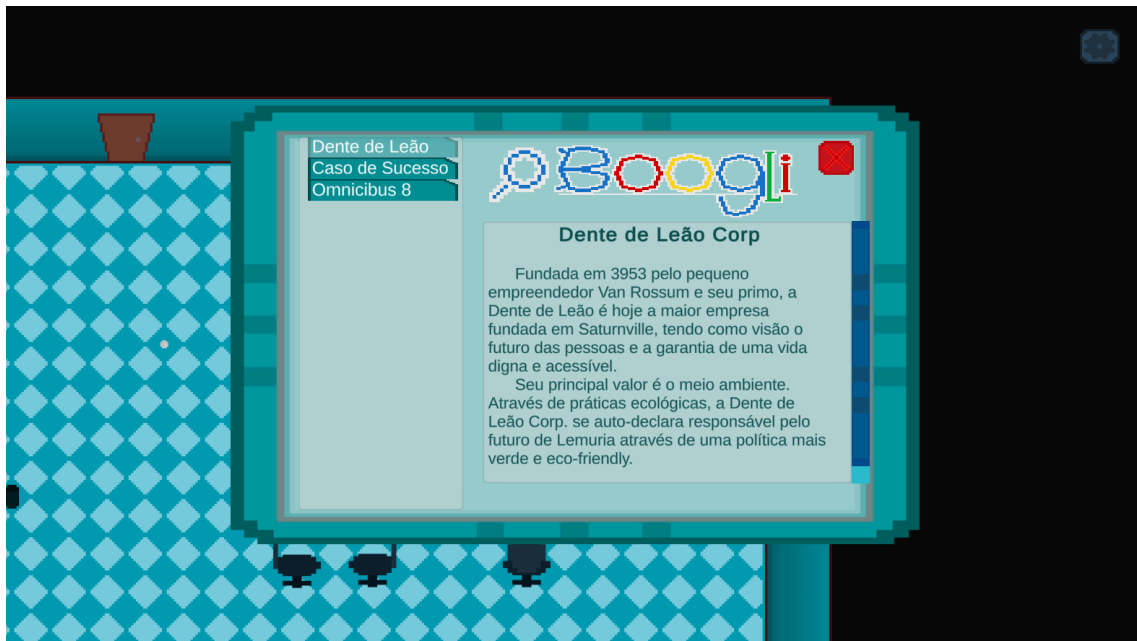 Dente de Leão
Caso de Sucesso
Omnicibus 8
BoogLi
Dente de Leão Corp
Fundada em 3953 pelo pequeno
empreendedor Van Rossum e seu primo, a
Dente de Leão é hoje a maior empresa
fundada em Saturnville, tendo como visão o
futuro das pessoas e a garantia de uma vida
digna e acessível.
Seu principal valor é o meio ambiente.
Através de práticas ecológicas, a Dente de
Leão Corp. se auto-declara responsável pelo
futuro de Lemuria através de uma política mais
verde e eco-friendly.